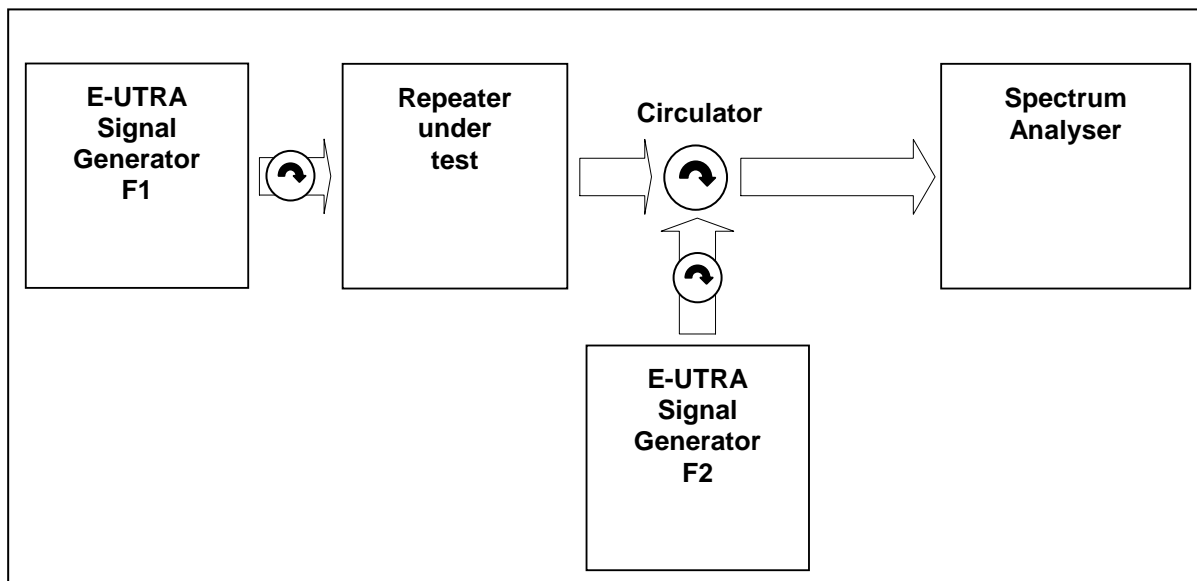 E-UTRA
Signal
Generator
F1
Repeater
under
test
Circulator
Spectrum
Analyser
E-UTRA
Signal
Generator
F2